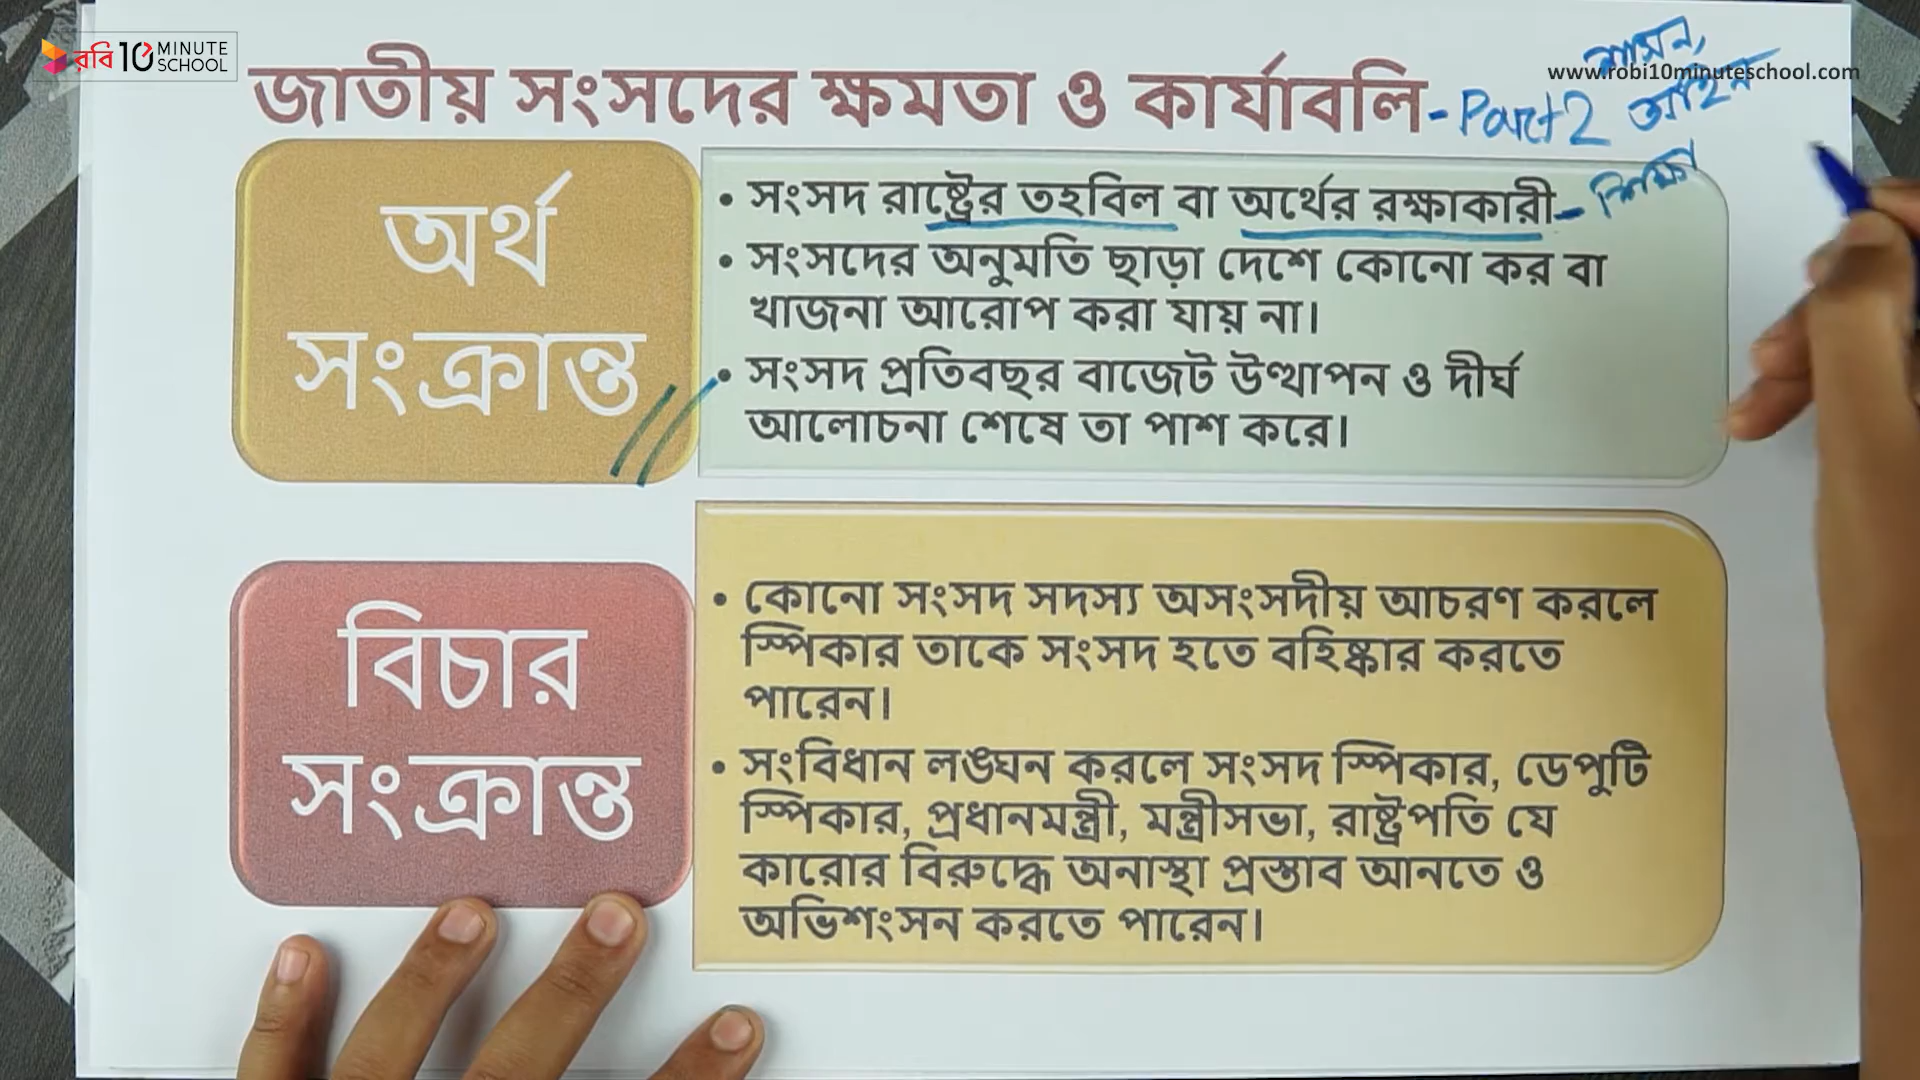 রবি 10 MINUTE SCHOOL
www.robi10minuteschool.com
শাসন,
আইন
জাতীয় সংসদের ক্ষমতা ও কার্যাবলি - Part 2
শিক্ষা
অর্থ
সংক্রান্ত
• সংসদ রাষ্ট্রের তহবিল বা অর্থের রক্ষাকারী-
• সংসদের অনুমতি ছাড়া দেশে কোনো কর বা
খাজনা আরোপ করা যায় না।
• সংসদ প্রতিবছর বাজেট উত্থাপন ও দীর্ঘ
আলোচনা শেষে তা পাশ করে।
বিচার
সংক্রান্ত
• কোনো সংসদ সদস্য অসংসদীয় আচরণ করলে
স্পিকার তাকে সংসদ হতে বহিষ্কার করতে
পারেন।
• সংবিধান লঙ্ঘন করলে সংসদ স্পিকার, ডেপুটি
স্পিকার, প্রধানমন্ত্রী, মন্ত্রীসভা, রাষ্ট্রপতি যে
কারোর বিরুদ্ধে অনাস্থা প্রস্তাব আনতে ও
অভিশংসন করতে পারেন।